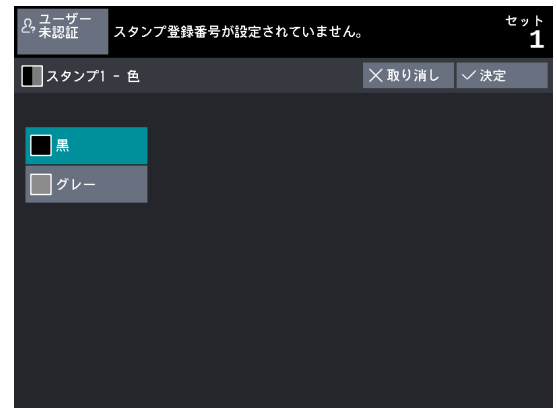 ユーザー
未認証
スタンプ登録番号が設定されていません。
セット
1
スタンプ1 - 色
取り消し
決定
黒
グレー